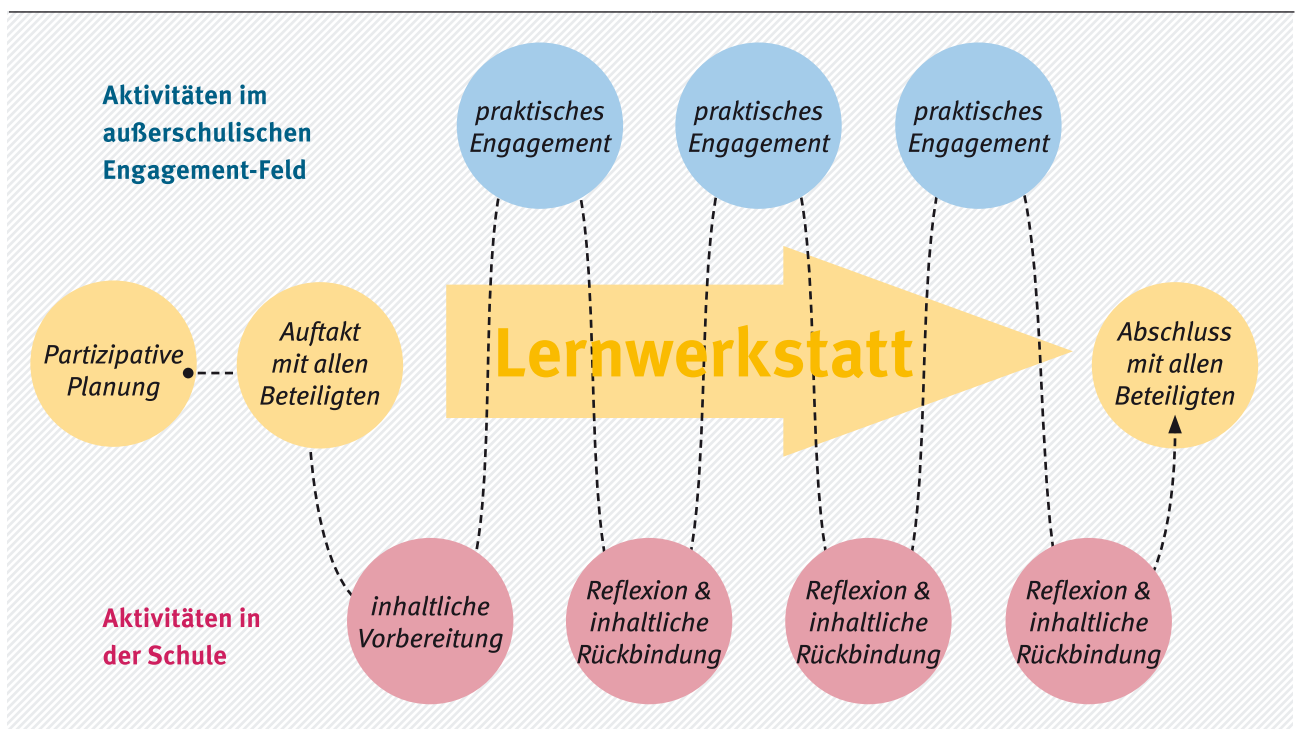 Aktivitäten im
außerschulischen
Engagement-Feld
praktisches
Engagement
praktisches
Engagement
praktisches
Engagement
Partizipative
Planung
Auftakt
mit allen
Beteiligten
Lernwerkstatt
Abschluss
mit allen
Beteiligten
Aktivitäten in
der Schule
inhaltliche
Vorbereitung
Reflexion &
inhaltliche
Rückbindung
Reflexion &
inhaltliche
Rückbindung
Reflexion &
inhaltliche
Rückbindung